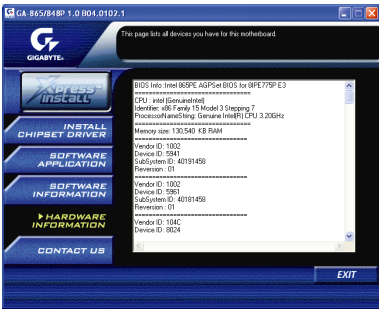 GA-865/848P 1.0 B04.0102.1
This page lists all devices you have for this motherboard.
GIGABYTE
Xpress
Install
INSTALL
CHIPSET DRIVER
SOFTWARE
APPLICATION
SOFTWARE
INFORMATION
HARDWARE
INFORMATION
CONTACT US
BIOS Info :Intel 865PE AGPSet BIOS for 8IPE775P E3
==================================
CPU : intel (GenuineIntel)
Identifier: x86 Family 15 Model 3 Stepping 7
ProcessorNameString: Genuine Intel(R) CPU 3.20GHz
==================================
Memory size: 130,540 KB RAM
==================================
Vendor ID: 1002
Device ID: 5941
SubSystem ID: 40191458
Reversion : 01
==================================
Vendor ID: 1002
Device ID: 5961
SubSystem ID: 40181458
Reversion : 01
==================================
Vendor ID: 104C
Device ID: 8024
EXIT